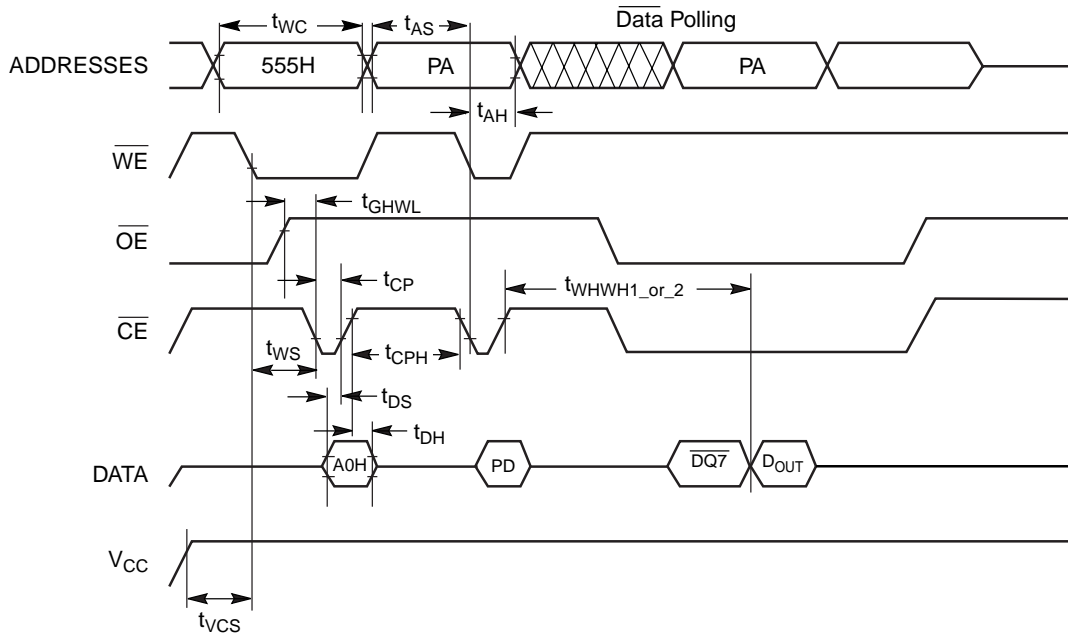 Data Polling
tWC
tAS
ADDRESSES
555H
PA
PA
tAH
WE
tGHWL
OE
tCP
tWHWH1_or_2
CE
tWS
tCPH
tDS
tDH
DATA
A0H
PD
DQ7
DOUT
VCC
tVCS